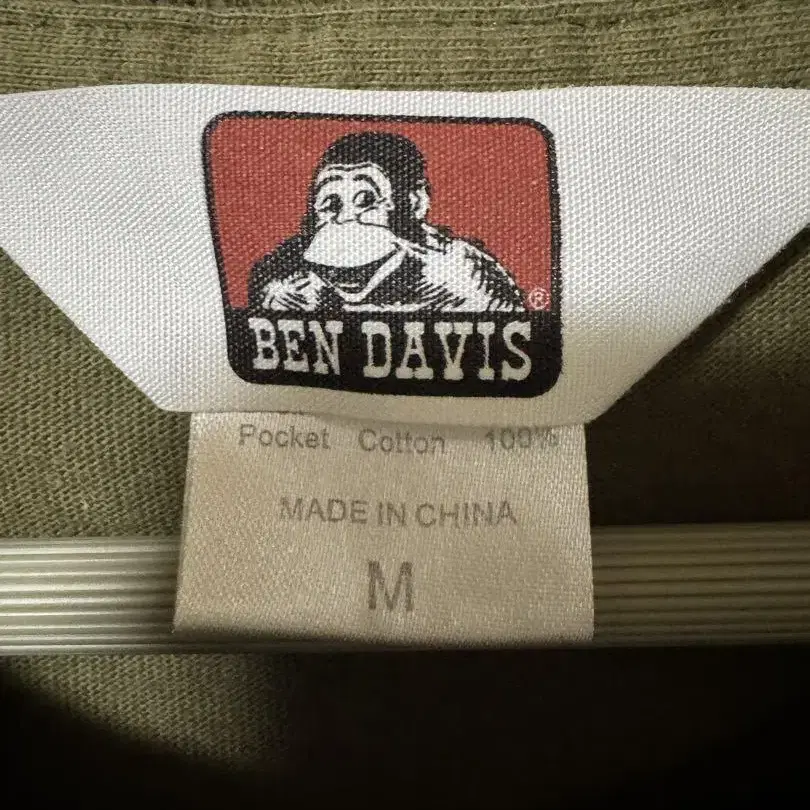 ®
BEN DAVIS
Pocket Cotton 100%
MADE IN CHINA
M